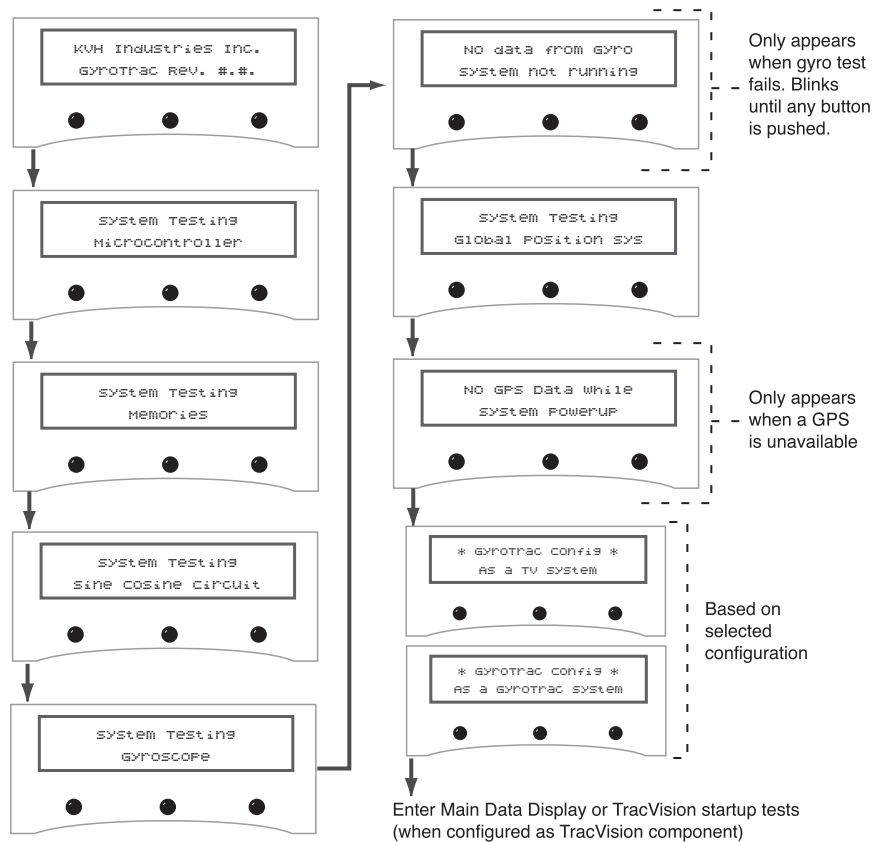 KVH Industries Inc.
GyroTrac Rev. #.#.
System Testing
Microcontroller
System Testing
Memories
System Testing
Sine Cosine Circuit
System Testing
Gyroscope
No data from Gyro
System not running
Only appears
when gyro test
fails. Blinks
until any button
is pushed.
System Testing
Global Position Sys
No GPS Data While
System Powerup
Only appears
when a GPS
is unavailable
* GyroTrac Config *
As a TV System
* GyroTrac Config *
As a GyroTrac System
Based on
selected
configuration
Enter Main Data Display or TracVision startup tests
(when configured as TracVision component)